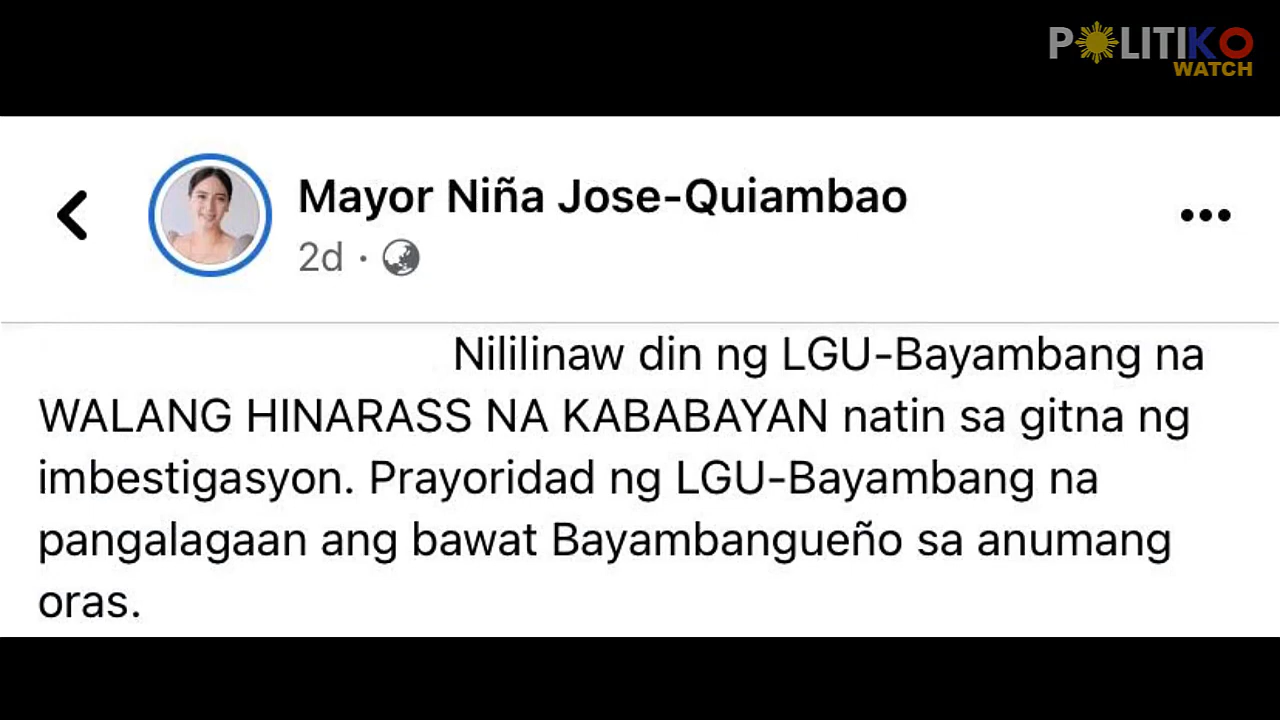 POLITIKO
WATCH
Mayor Niña Jose-Quiambao
2d ·
Nililinaw din ng LGU-Bayambang na
WALANG HINARASS NA KABABAYAN natin sa gitna ng
imbestigasyon. Prayoridad ng LGU-Bayambang na
pangalagaan ang bawat Bayambangueño sa anumang
oras.